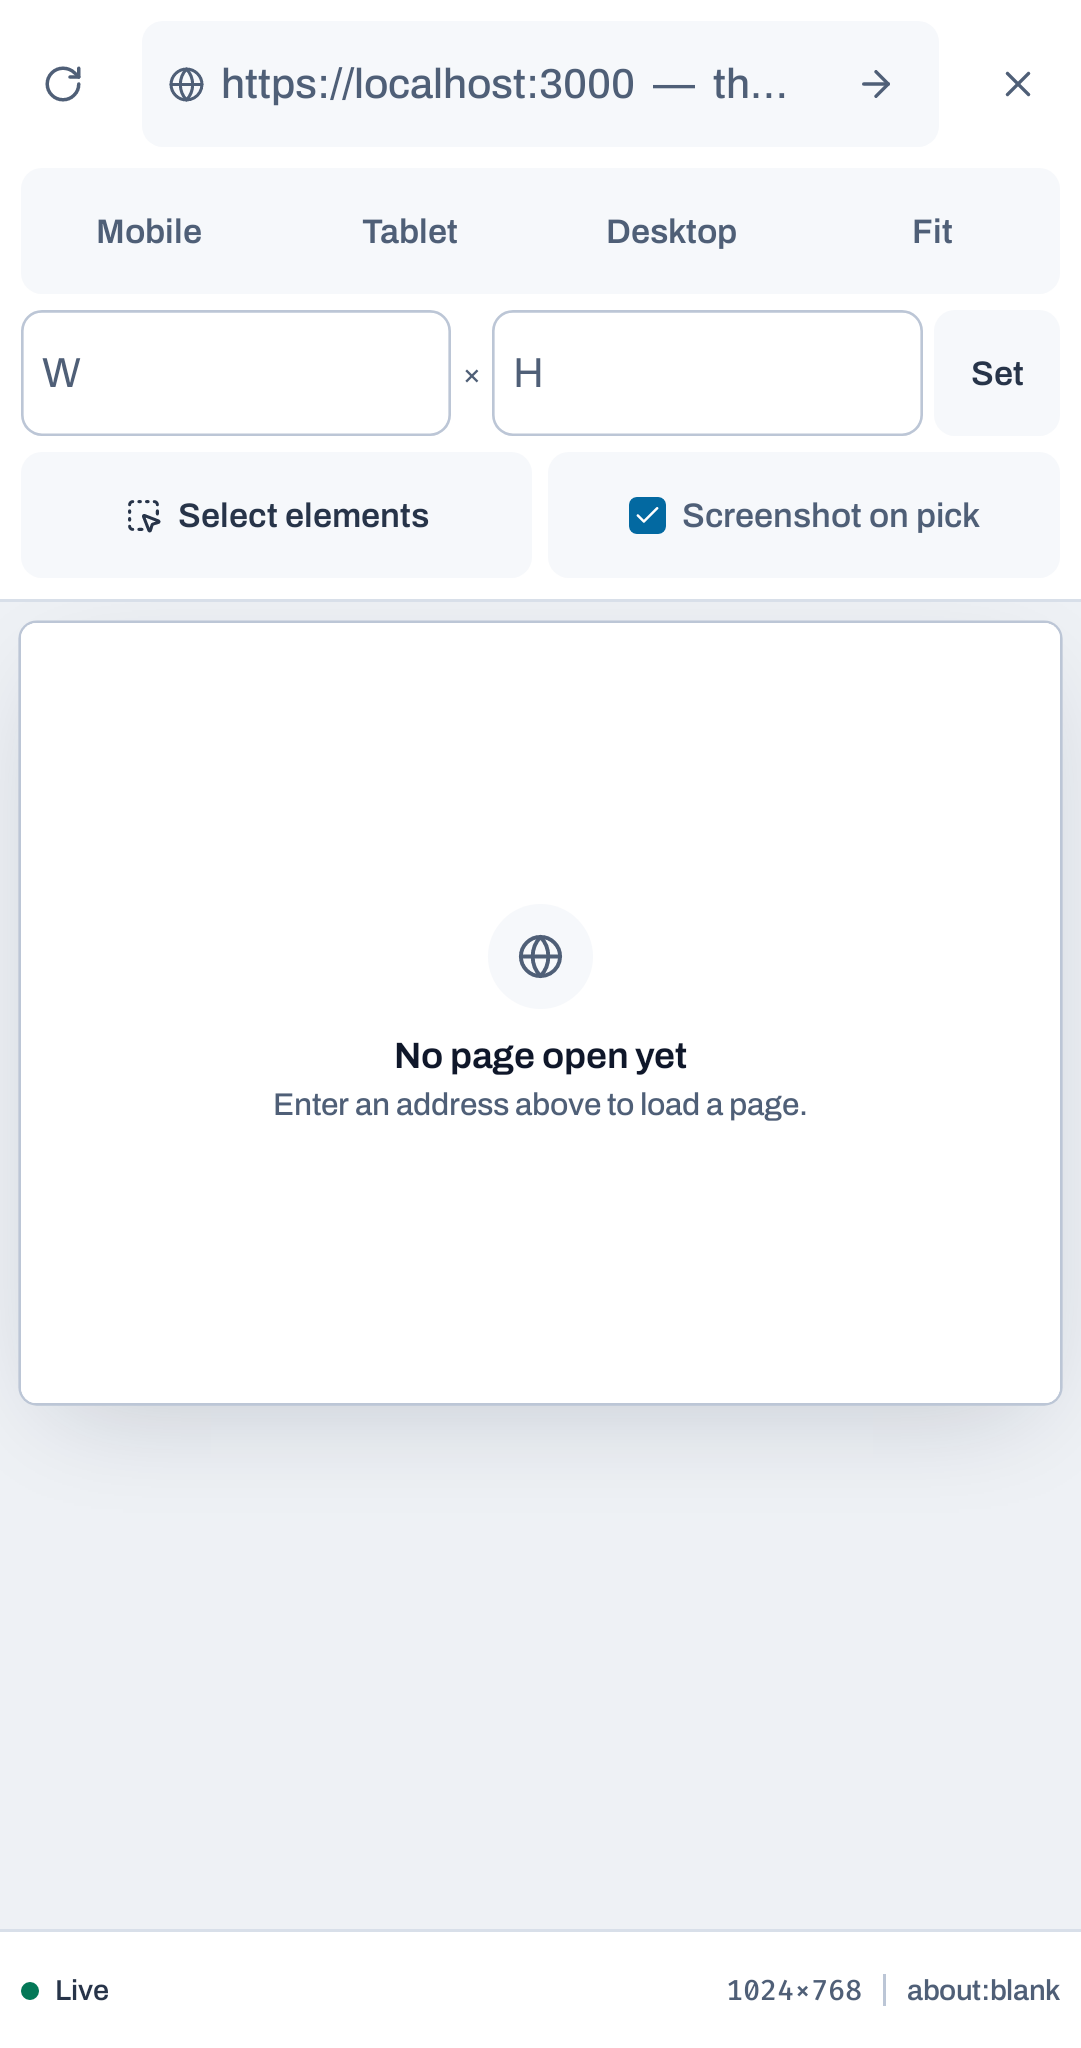 https://localhost:3000 — th...
Mobile Tablet Desktop Fit
W × H Set
Select elements Screenshot on pick
No page open yet
Enter an address above to load a page.
Live 1024×768 about:blank